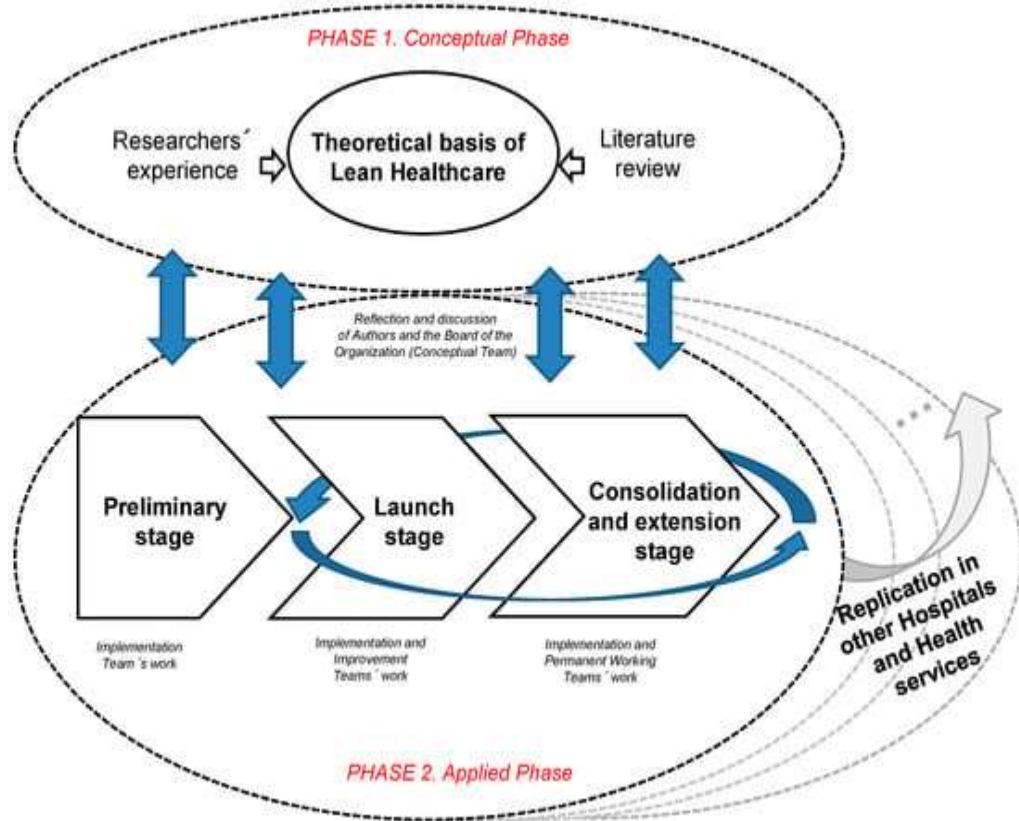 PHASE 1. Conceptual Phase
Researchers´
experience
Theoretical basis of
Lean Healthcare
Literature
review
Reflection and discussion
of Authors and the Board of the
Organization (Conceptual Team)
Preliminary
stage
Launch
stage
Consolidation
and extension
stage
Implementation
Team´s work
Implementation and
Improvement
Teams´ work
Implementation and
Permanent Working
Teams´ work
Replication in
other Hospitals
and Health
services
PHASE 2. Applied Phase